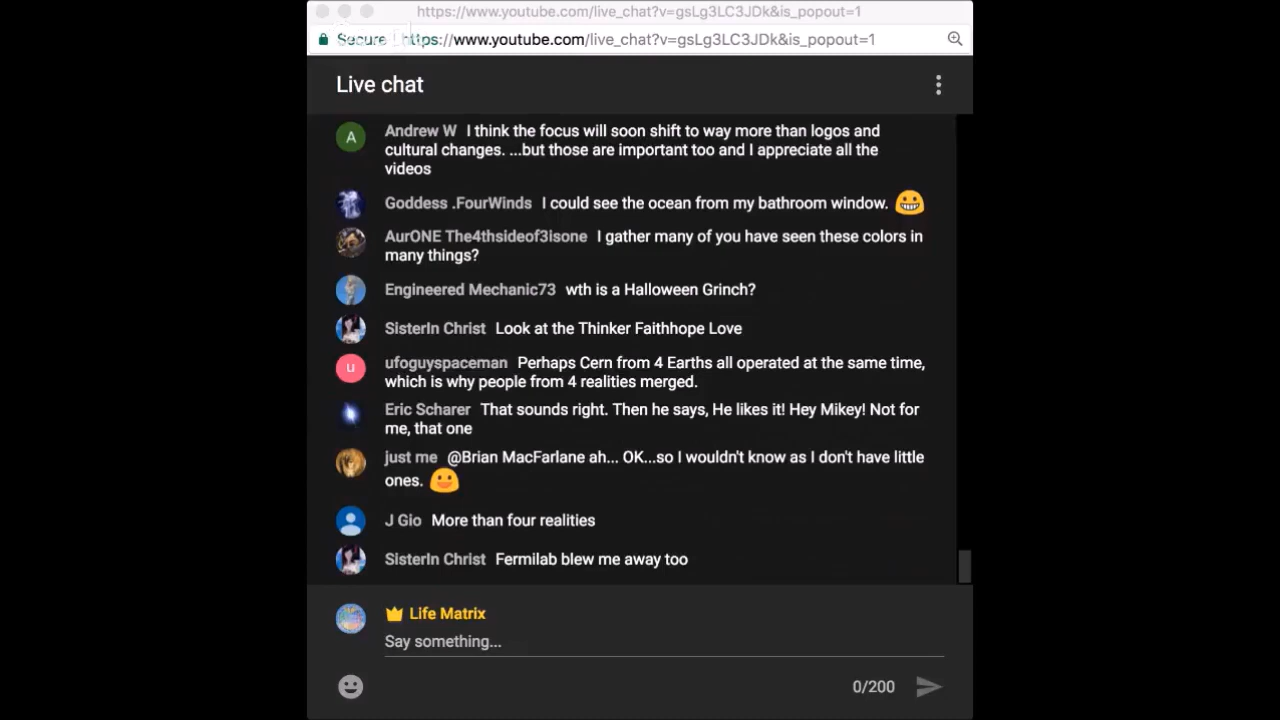 https://www.youtube.com/live_chat?v=gsLg3LC3JDk&is_popout=1
Secure https://www.youtube.com/live_chat?v=gsLg3LC3JDk&is_popout=1
Live chat
A Andrew W I think the focus will soon shift to way more than logos and
cultural changes. ...but those are important too and I appreciate all the
videos
Goddess .FourWinds I could see the ocean from my bathroom window.
AurONE The4thsideof3isone I gather many of you have seen these colors in
many things?
Engineered Mechanic73 wth is a Halloween Grinch?
SisterIn Christ Look at the Thinker Faithhope Love
u ufoguyspaceman Perhaps Cern from 4 Earths all operated at the same time,
which is why people from 4 realities merged.
Eric Scharer That sounds right. Then he says, He likes it! Hey Mikey! Not for
me, that one
just me @Brian MacFarlane ah... OK...so I wouldn't know as I don't have little
ones.
J Gio More than four realities
SisterIn Christ Fermilab blew me away too
Life Matrix
Say something...
0/200